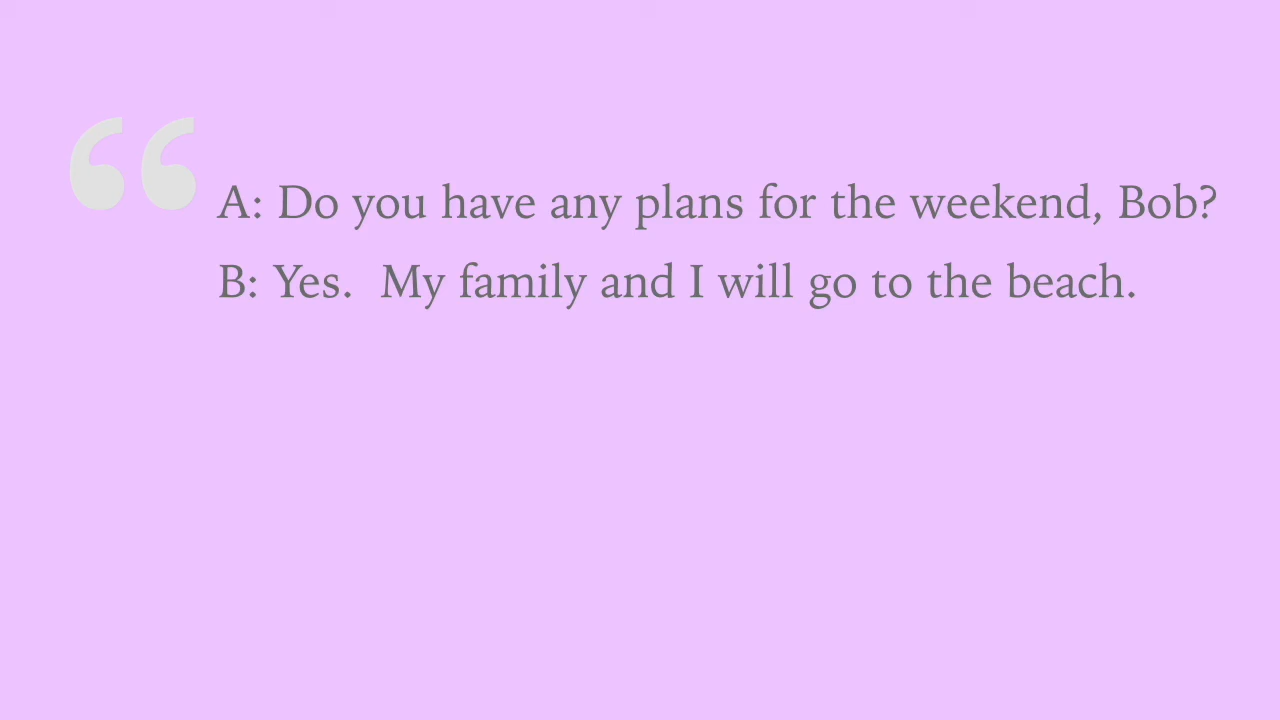 “
A: Do you have any plans for the weekend, Bob?
B: Yes.  My family and I will go to the beach.